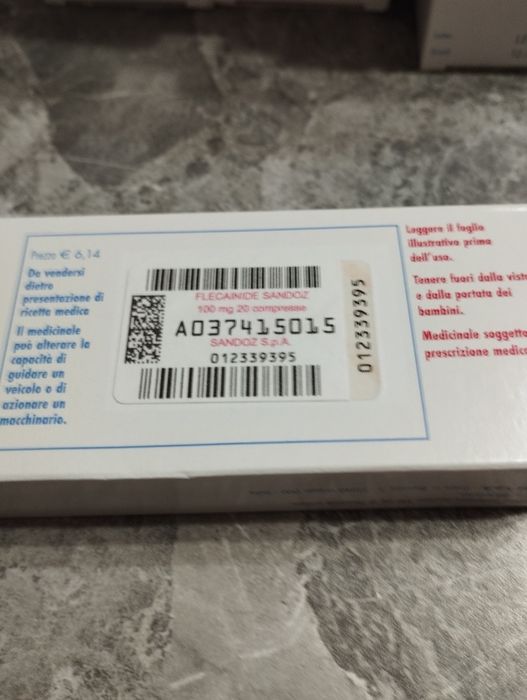 Prezzo € 6,14
Da vendersi
dietro
presentazione di
ricetta medica
Il medicinale
può alterare la
capacità di
guidare un
veicolo o di
azionare un
macchinario.
FLECAINIDE SANDOZ
100 mg 20 compresse
A037415015
SANDOZ S.p.A.
012339395
012339395
Leggere il foglio
illustrativo prima
dell'uso.
Tenere fuori dalla vista
e dalla portata dei
bambini.
Medicinale soggetto
prescrizione medica